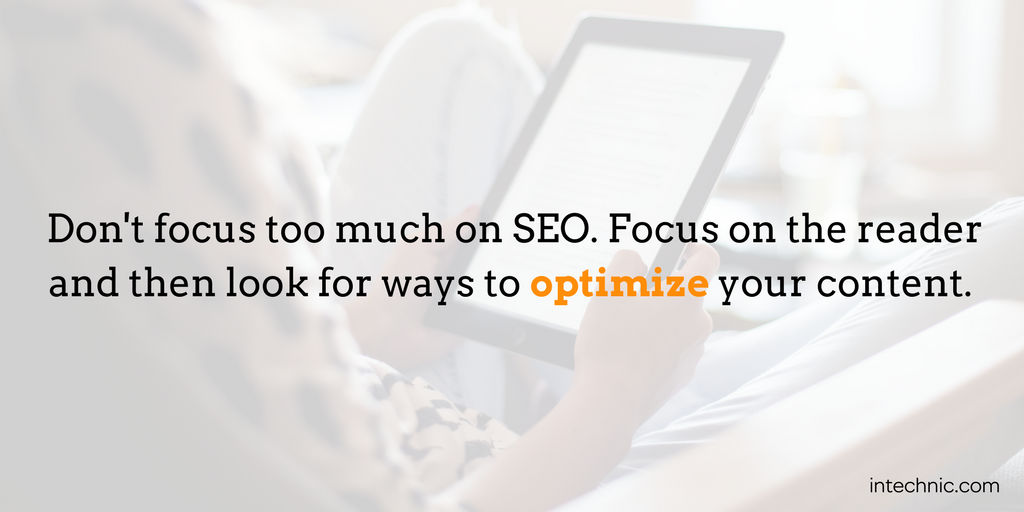 Don't focus too much on SEO. Focus on the reader
and then look for ways to optimize your content.
intechnic.com